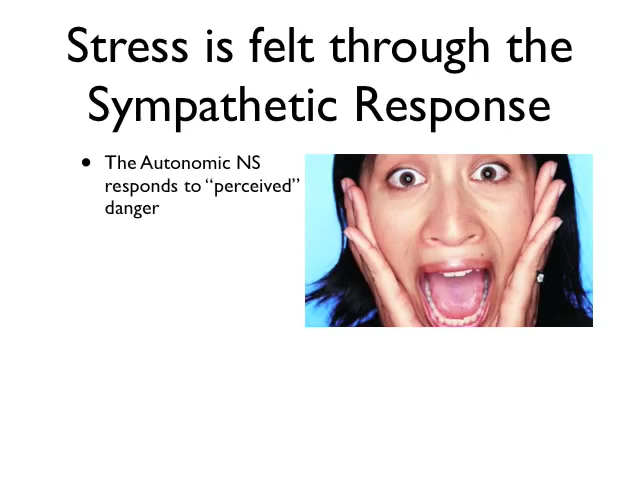 Stress is felt through the
Sympathetic Response
• The Autonomic NS
responds to “perceived”
danger